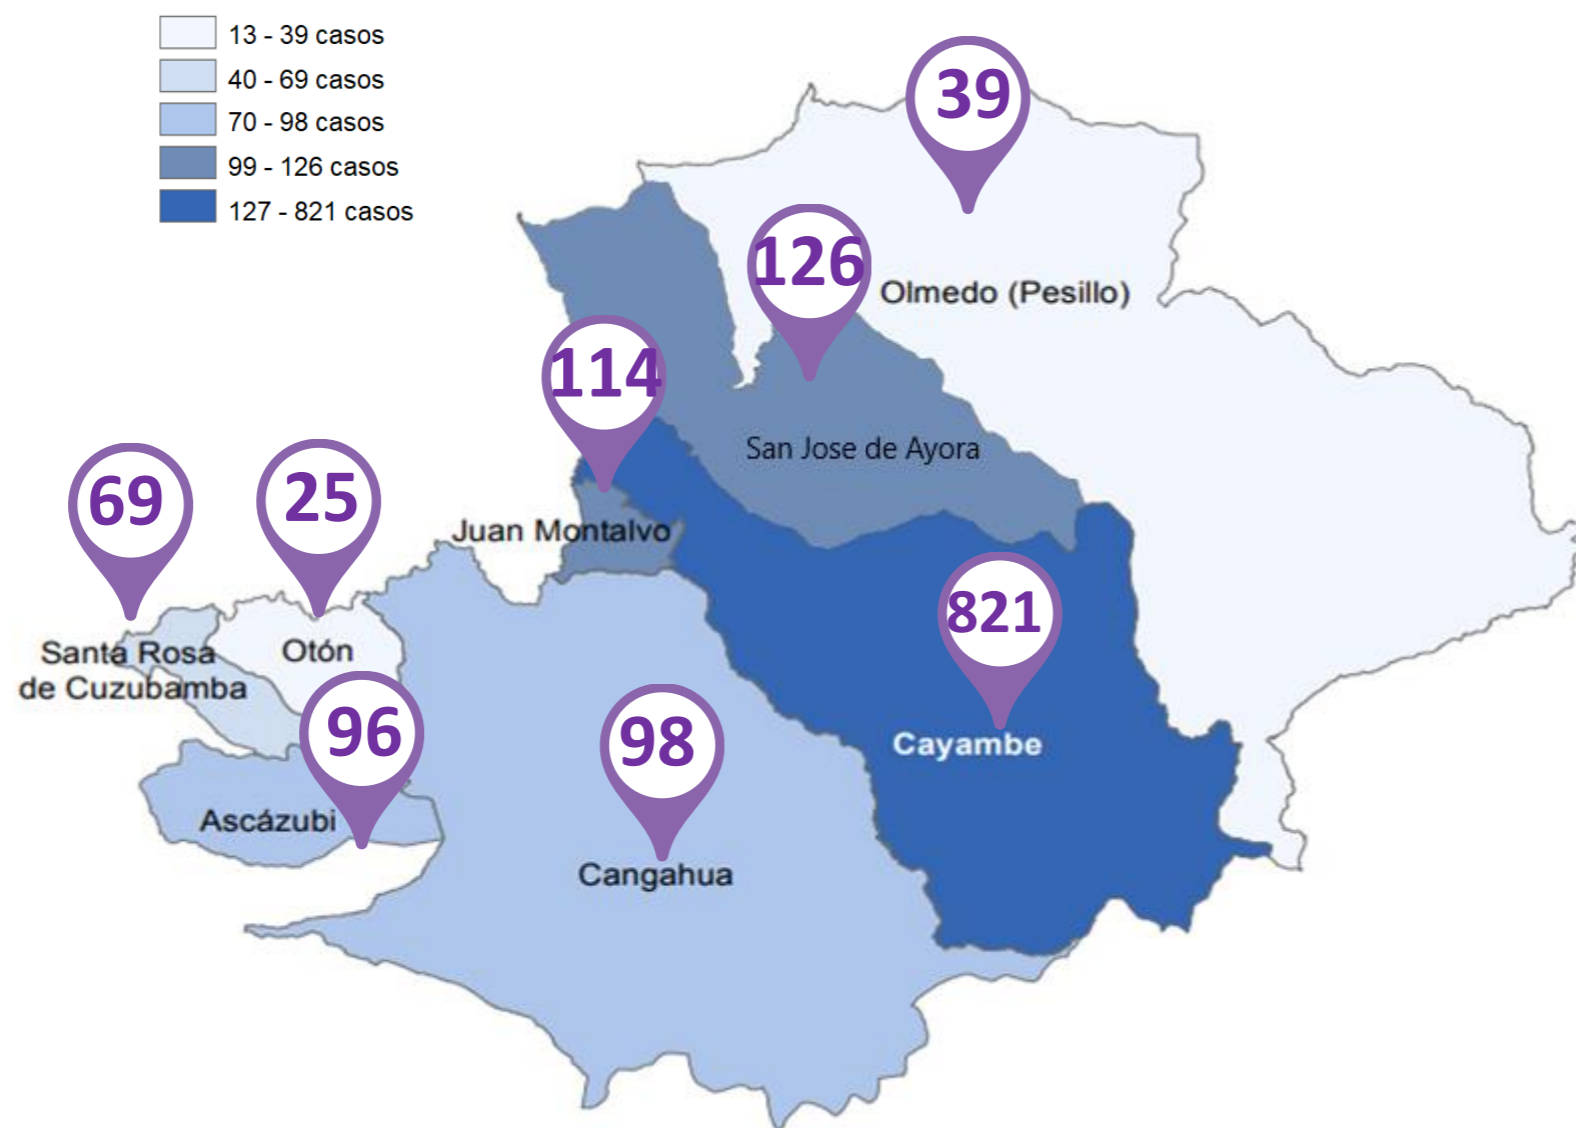 13 - 39 casos
40 - 69 casos
70 - 98 casos
99 - 126 casos
127 - 821 casos
39
126
Olmedo (Pesillo)
114
San Jose de Ayora
69
25
Juan Montalvo
821
Santa Rosa
de Cuzubamba
Otón
96
98
Cayambe
Ascázubi
Cangahua